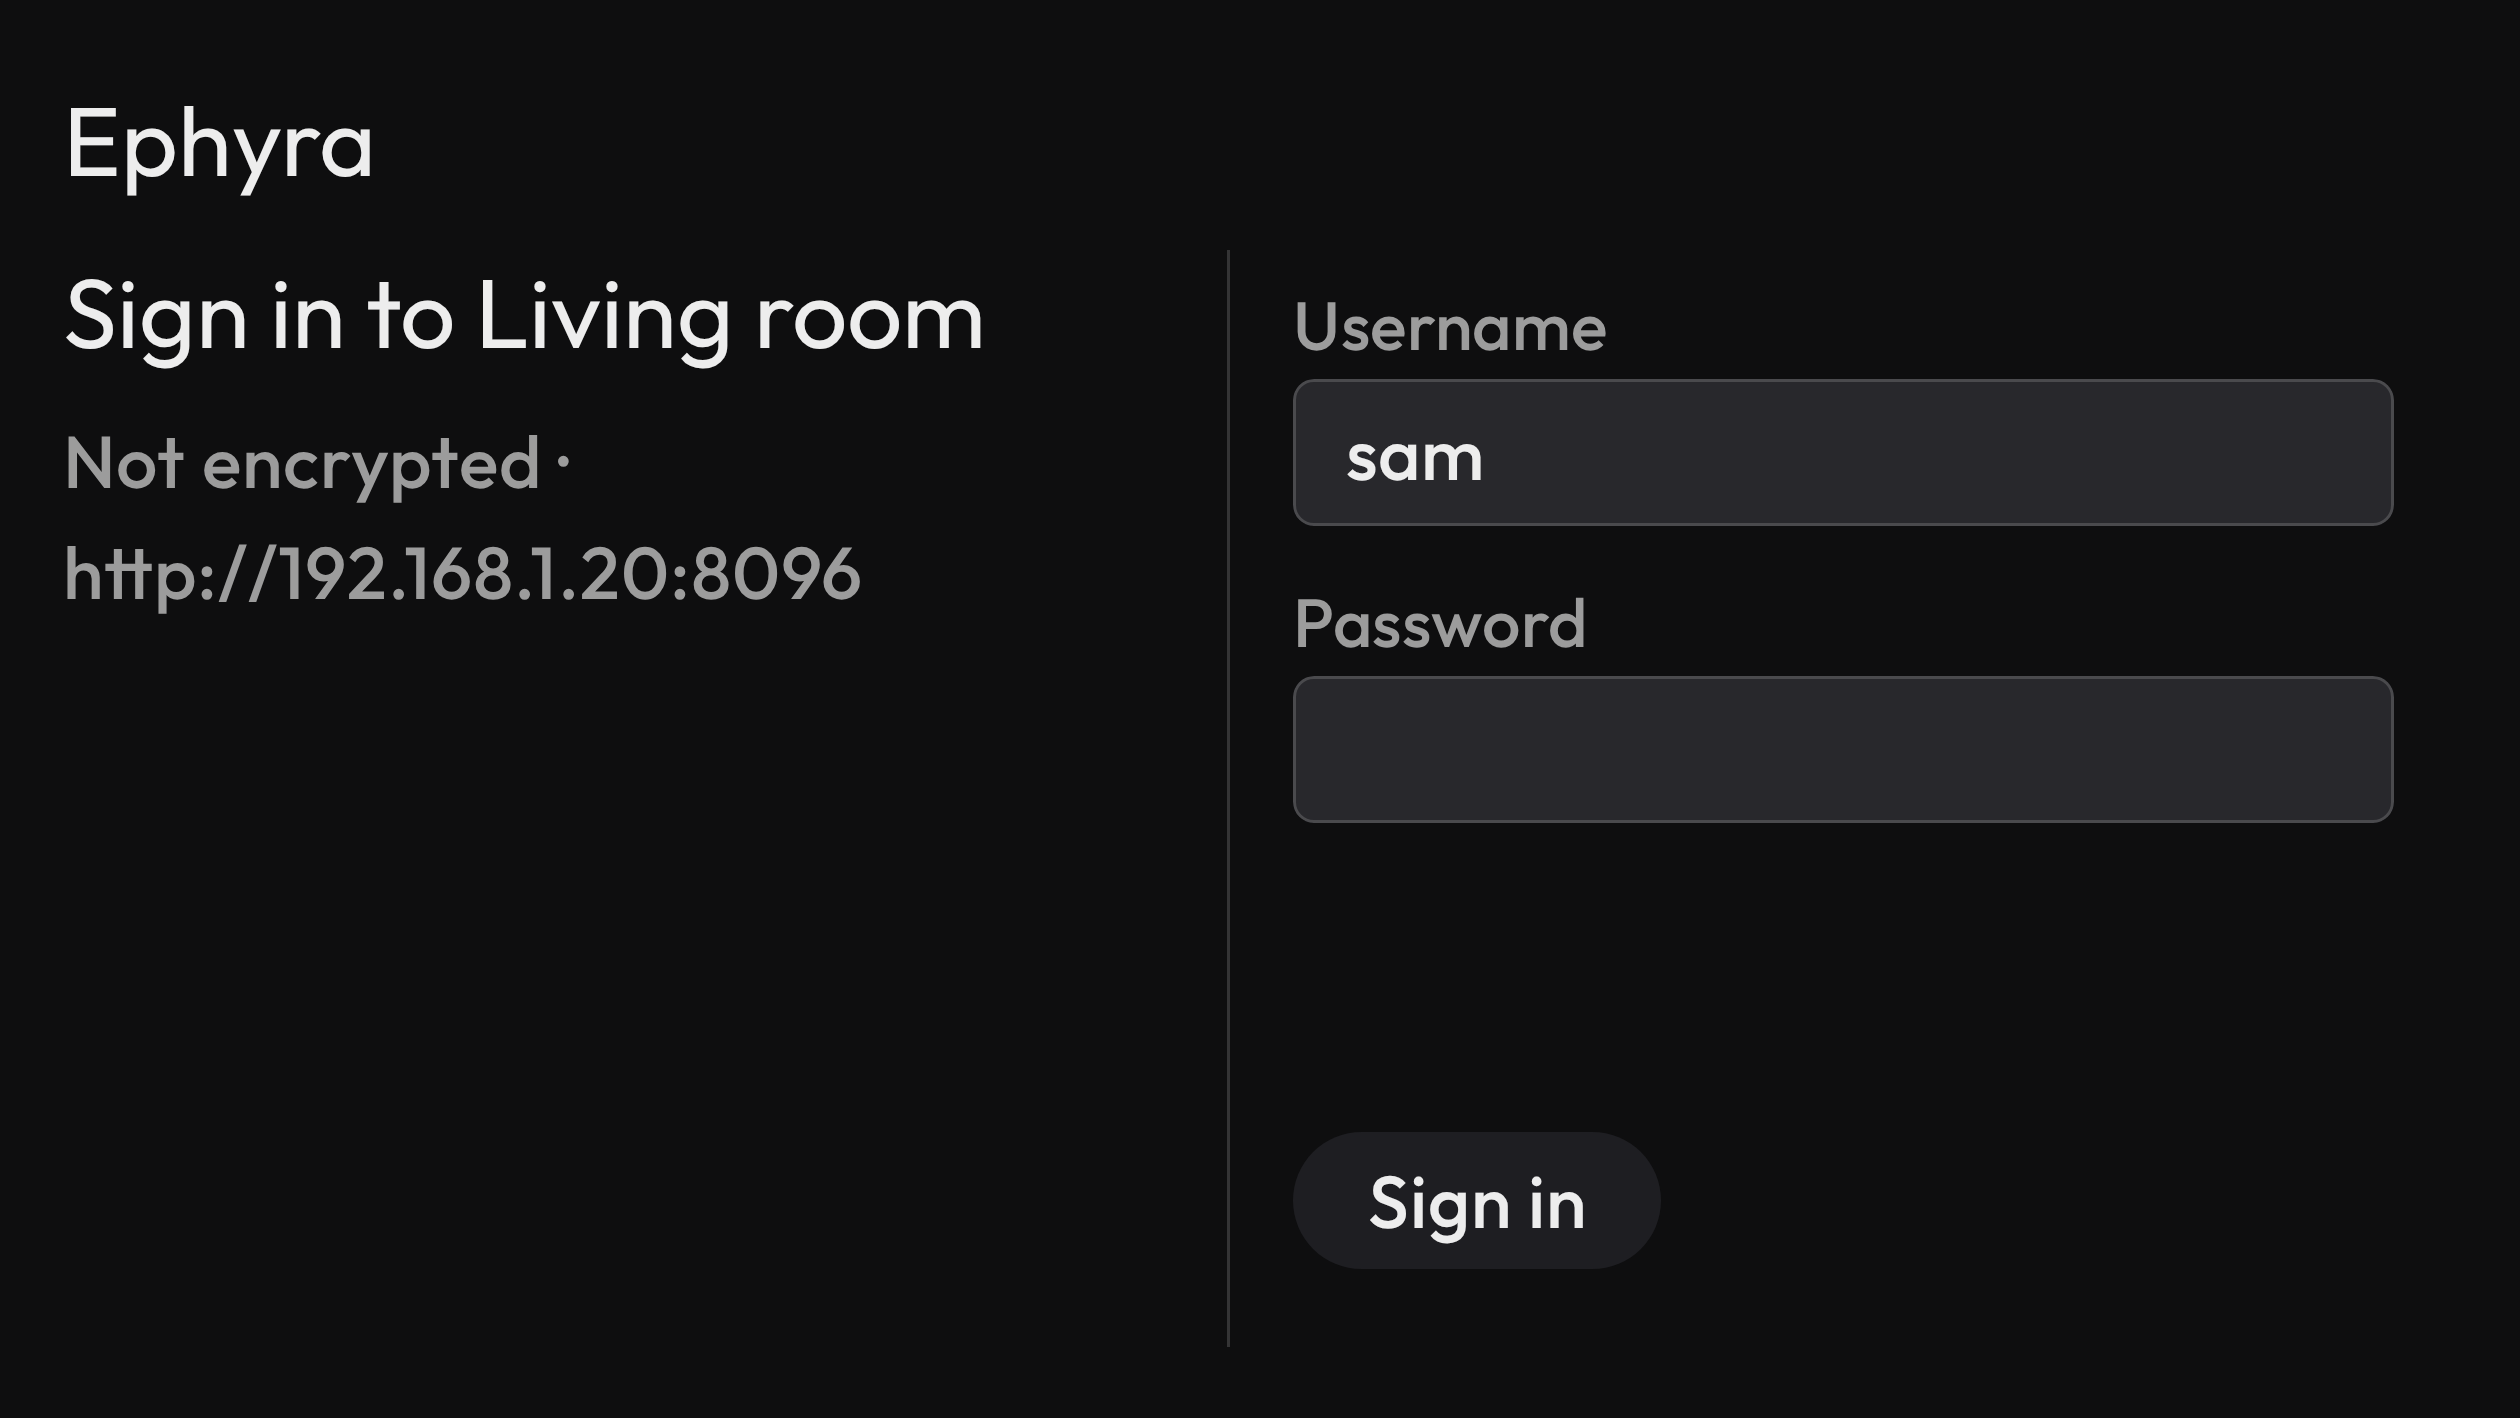 Ephyra
Sign in to Living room
Not encrypted ·
http://192.168.1.20:8096
Username
sam
Password
Sign in